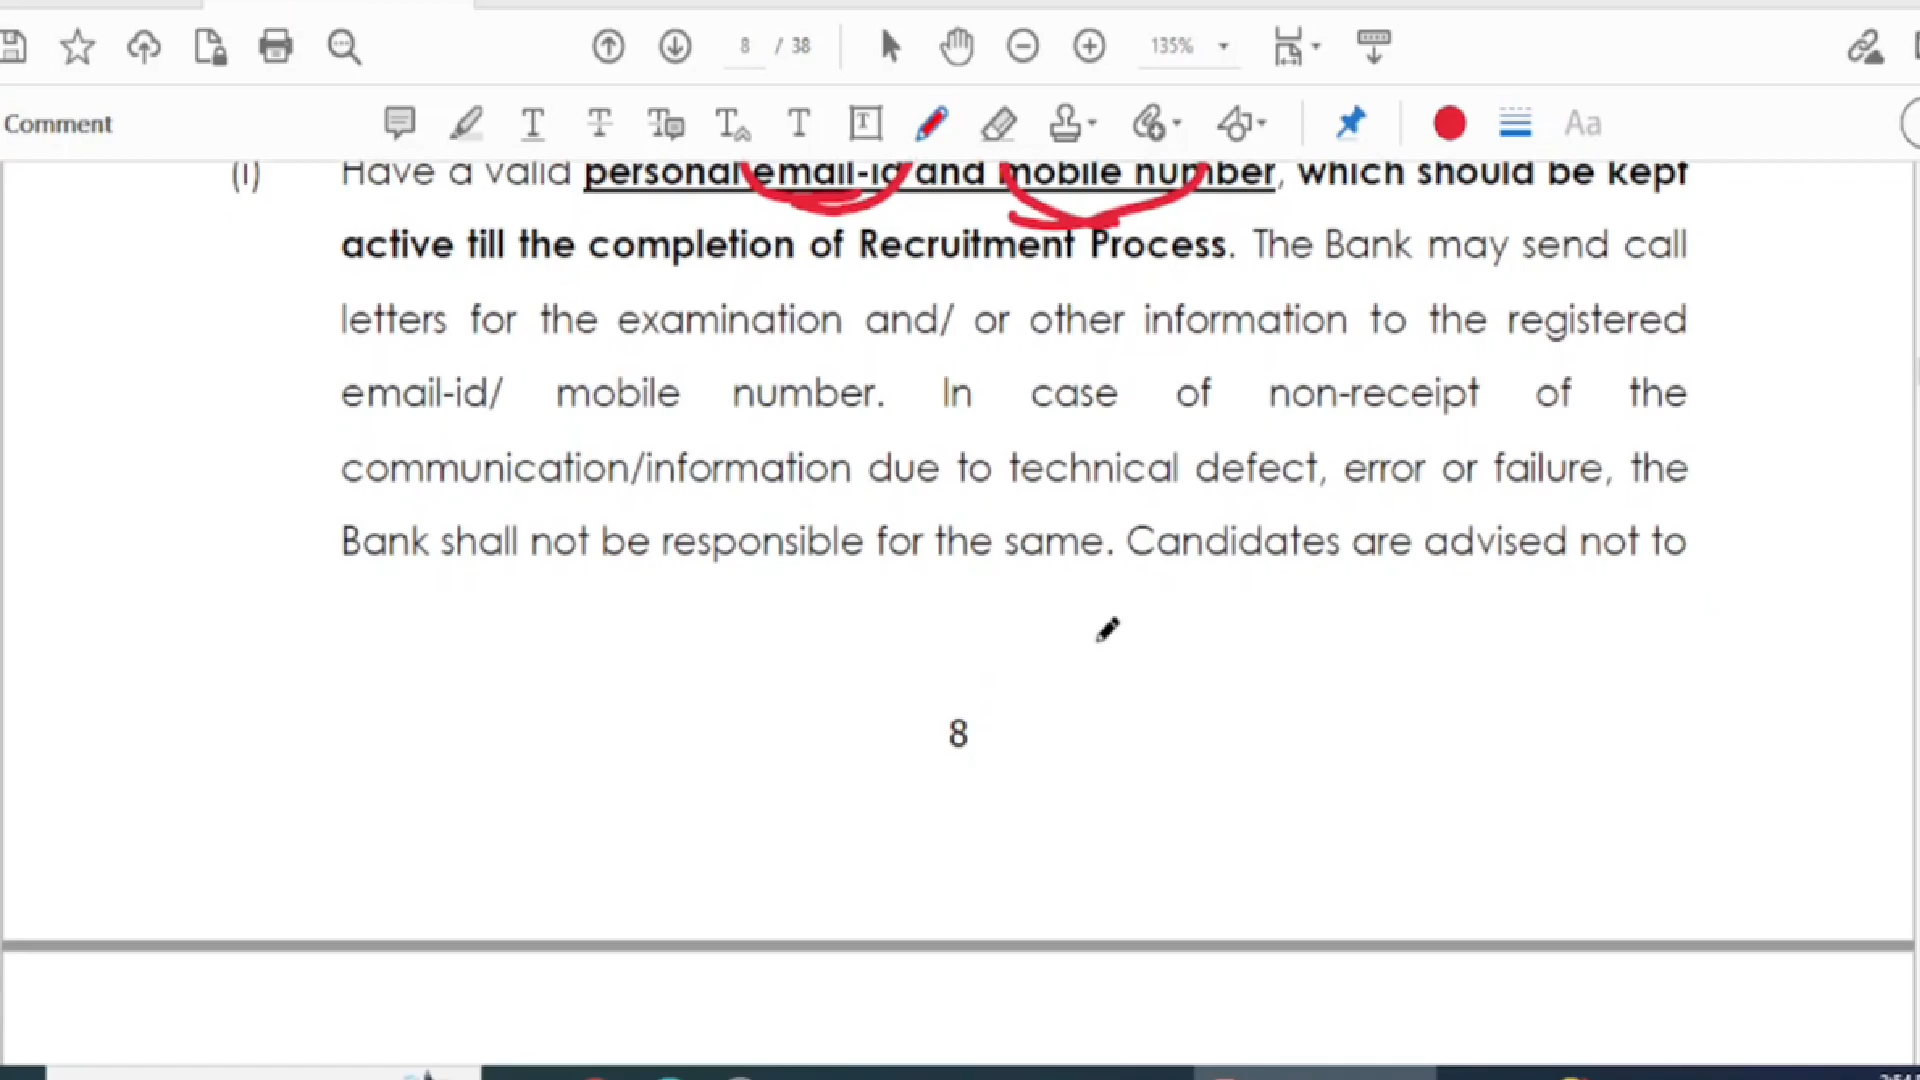 8 / 38
135%
Comment
Aa
(i) Have a valid personal email-id and mobile number, which should be kept
active till the completion of Recruitment Process. The Bank may send call
letters for the examination and/ or other information to the registered
email-id/ mobile number. In case of non-receipt of the
communication/information due to technical defect, error or failure, the
Bank shall not be responsible for the same. Candidates are advised not to
8